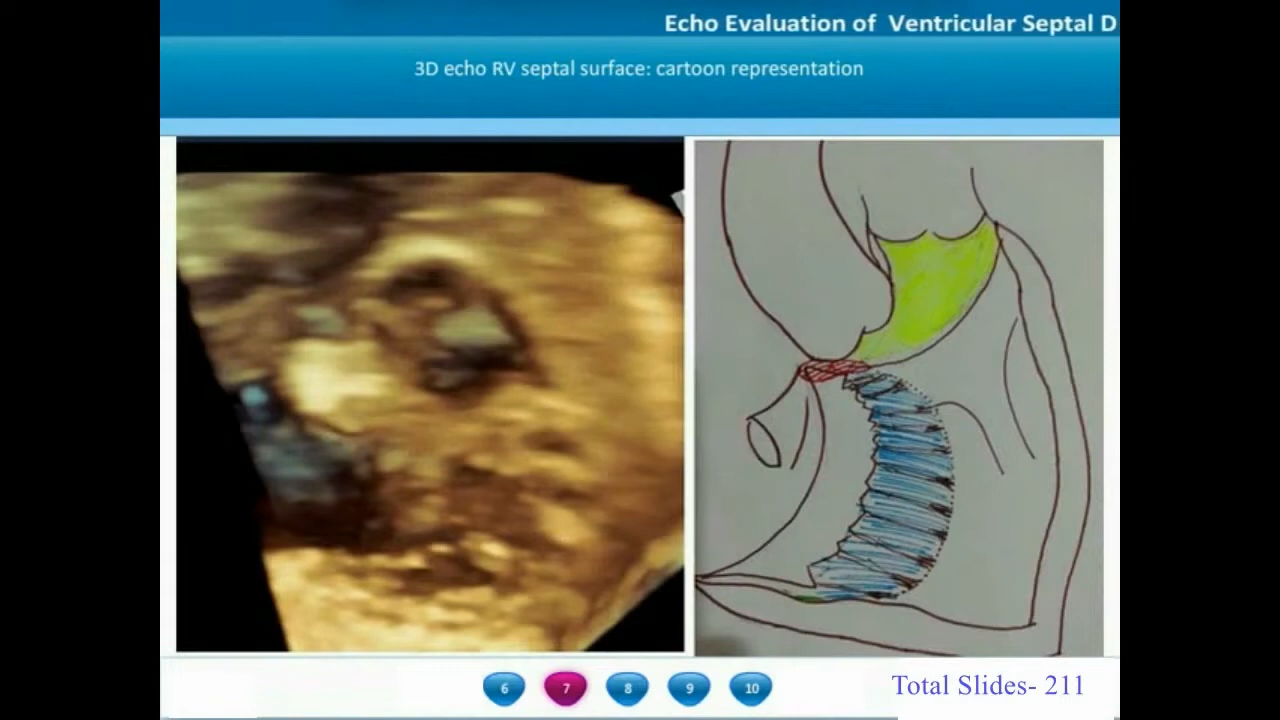 Echo Evaluation of Ventricular Septal D
3D echo RV septal surface: cartoon representation
6
7
8
9
10
Total Slides- 211